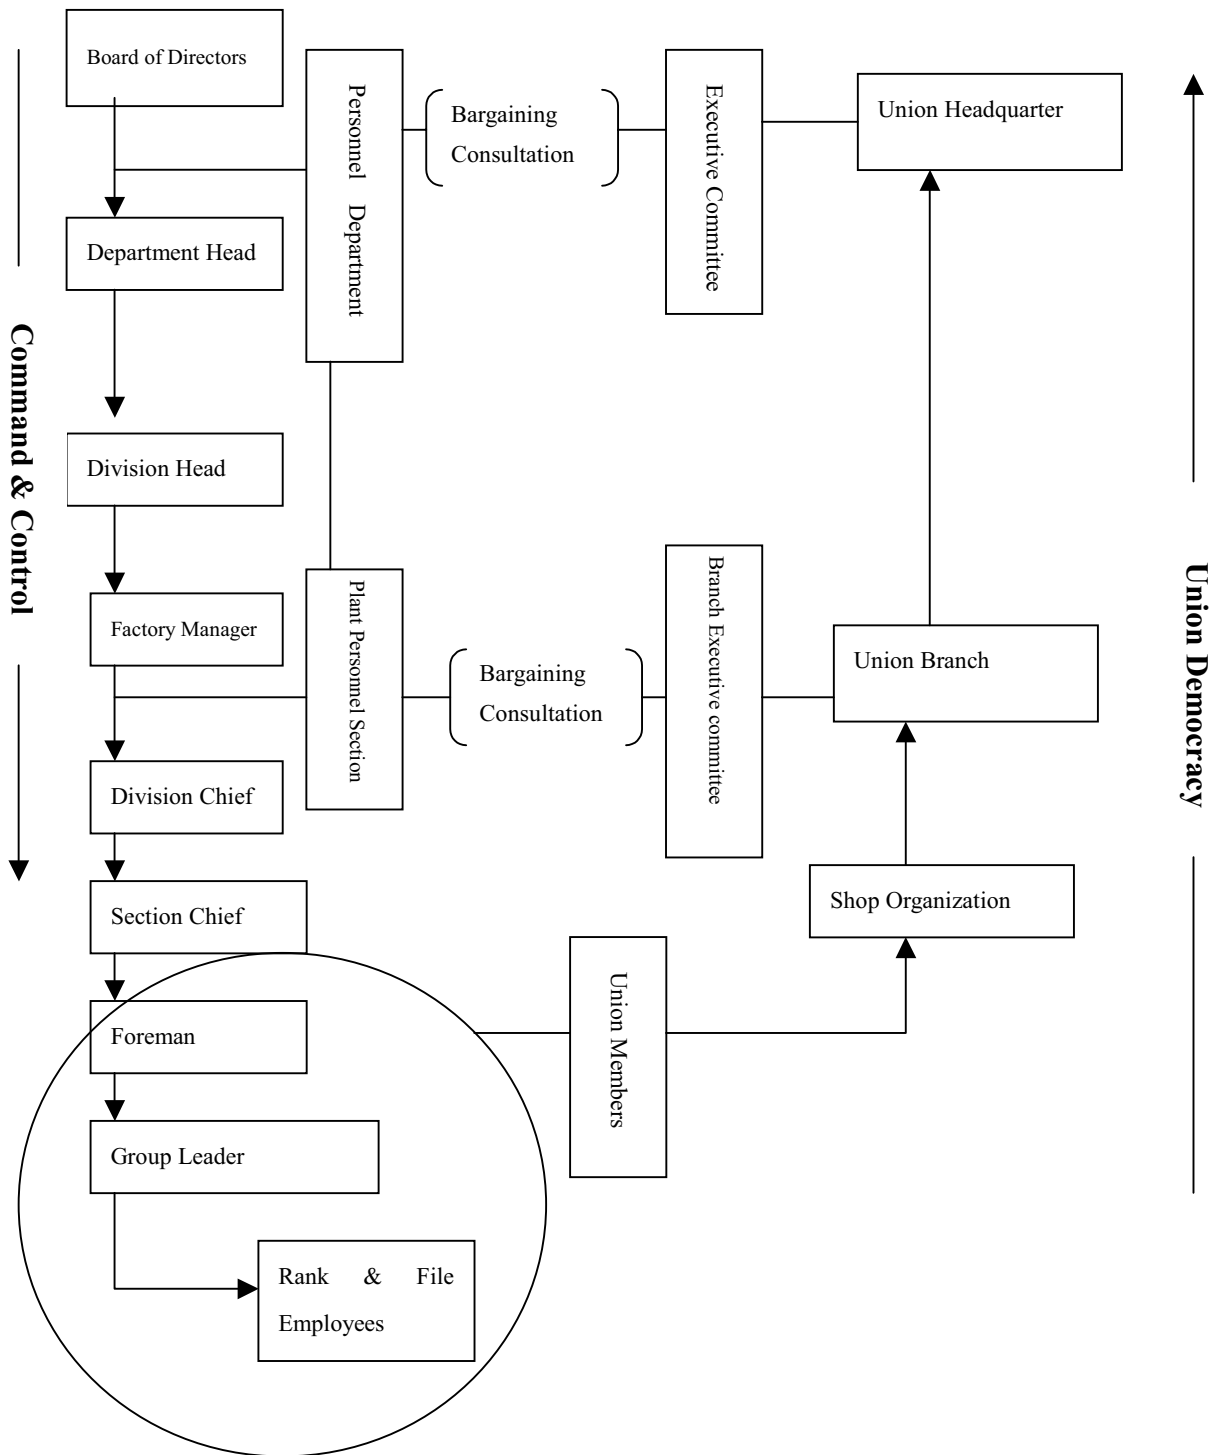 Board of Directors
Personnel Department
Bargaining
Consultation
Executive Committee
Union Headquarter
Department Head
Command & Control
Division Head
Factory Manager
Plant Personnel Section
Bargaining
Consultation
Branch Executive committee
Union Branch
Union Democracy
Division Chief
Section Chief
Shop Organization
Foreman
Union Members
Group Leader
Rank & File
Employees